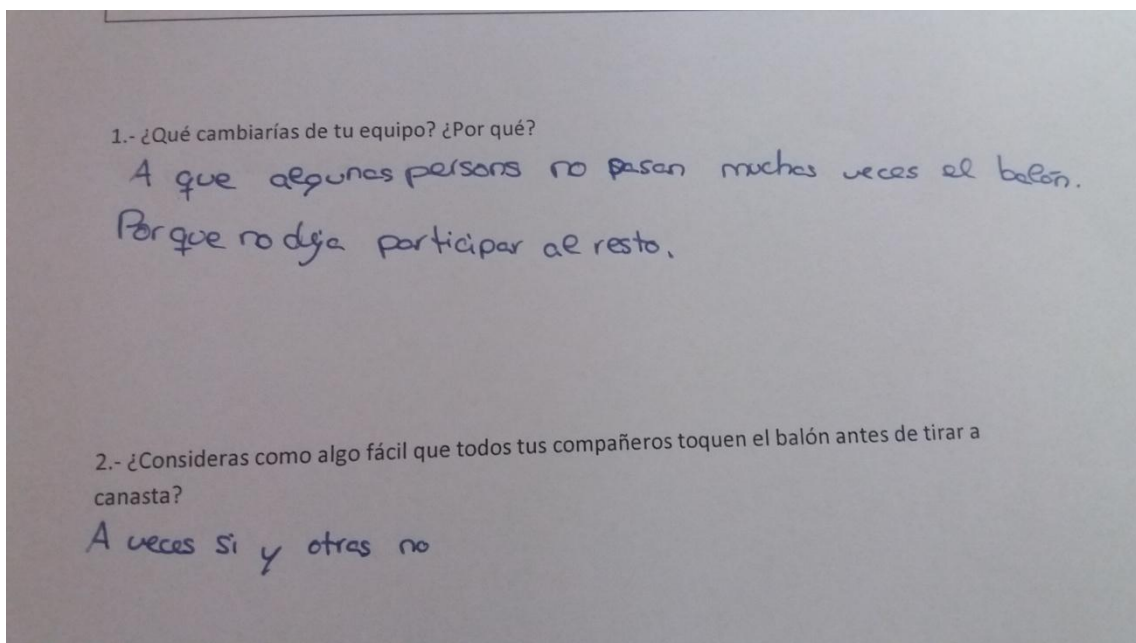 1.- ¿Qué cambiarías de tu equipo? ¿Por qué?
A que algunas persons no pasan muchas veces el balón.
Porque no deja participar al resto.
2.- ¿Consideras como algo fácil que todos tus compañeros toquen el balón antes de tirar a
canasta?
A veces si y otras no